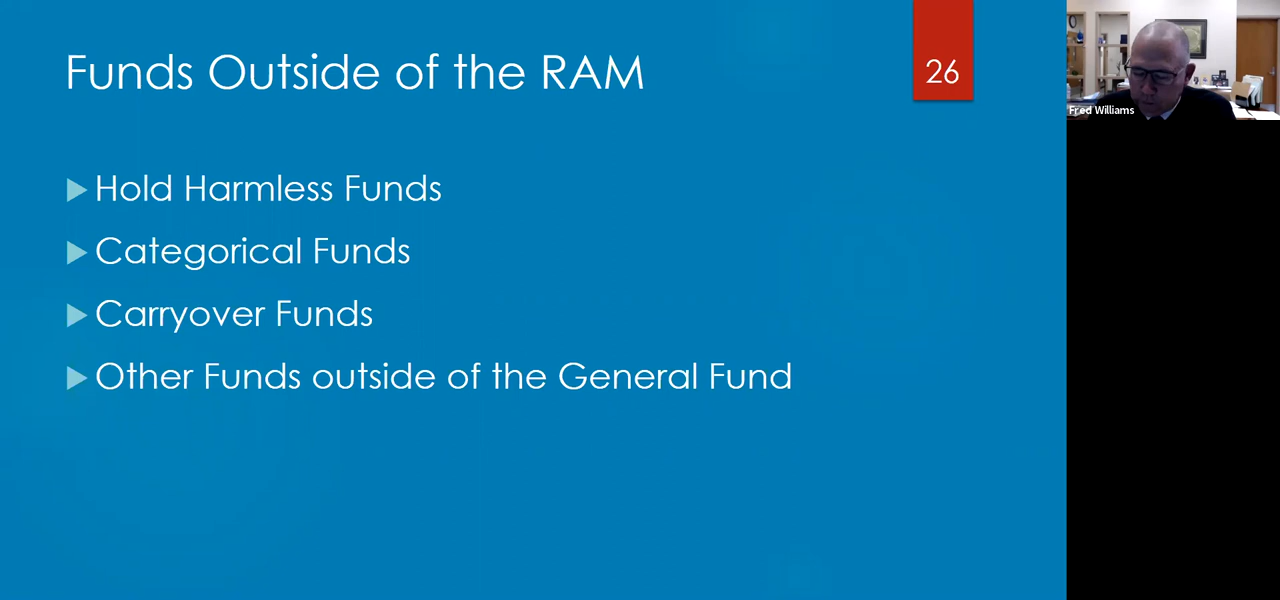 Funds Outside of the RAM
26
Hold Harmless Funds
Categorical Funds
Carryover Funds
Other Funds outside of the General Fund
Fred Williams